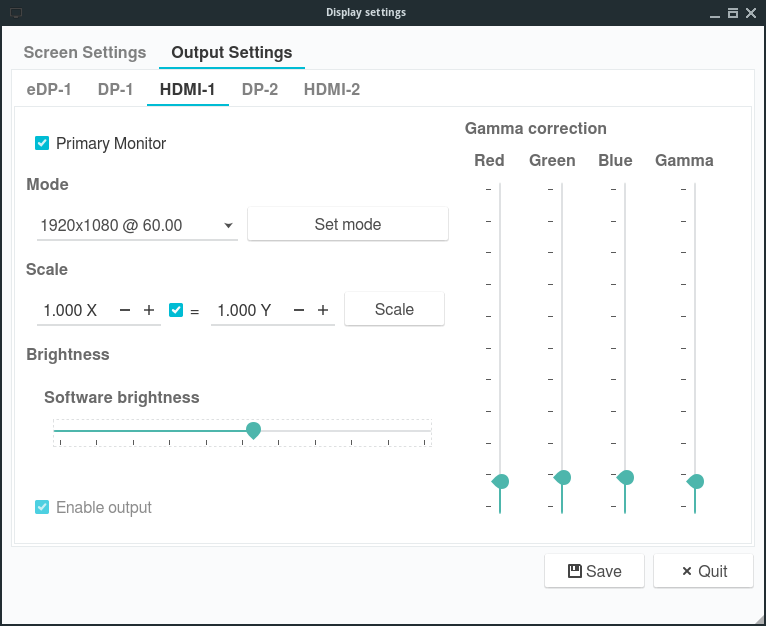 Display settings
Screen Settings Output Settings
eDP-1 DP-1 HDMI-1 DP-2 HDMI-2
Primary Monitor
Mode
1920x1080 @ 60.00 Set mode
Scale
1.000 X − + = 1.000 Y − + Scale
Brightness
Software brightness
Enable output
Gamma correction
Red Green Blue Gamma
Save × Quit